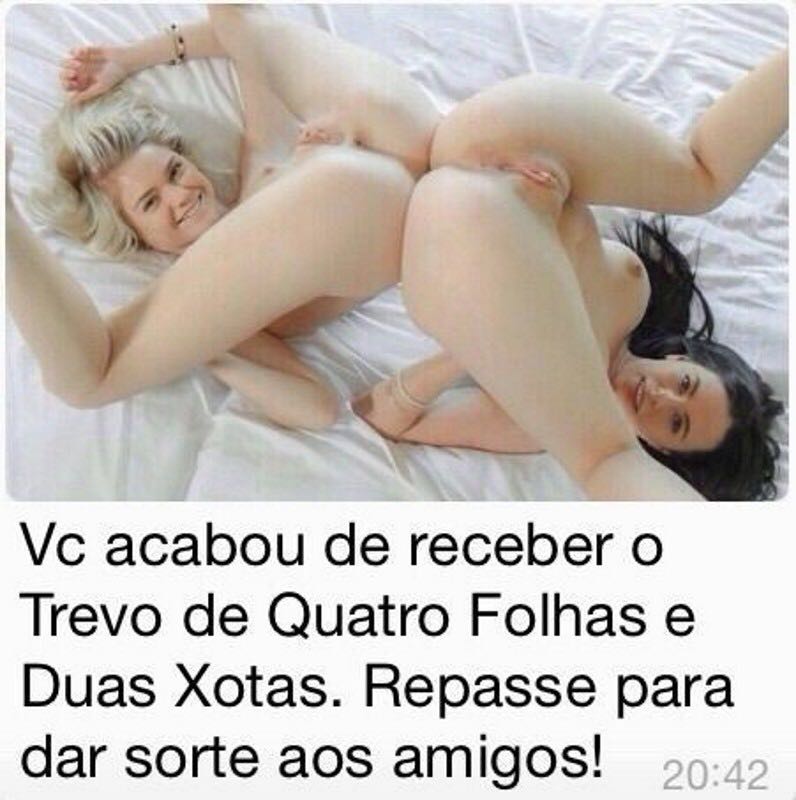 Vc acabou de receber o
Trevo de Quatro Folhas e
Duas Xotas. Repasse para
dar sorte aos amigos!
20:42